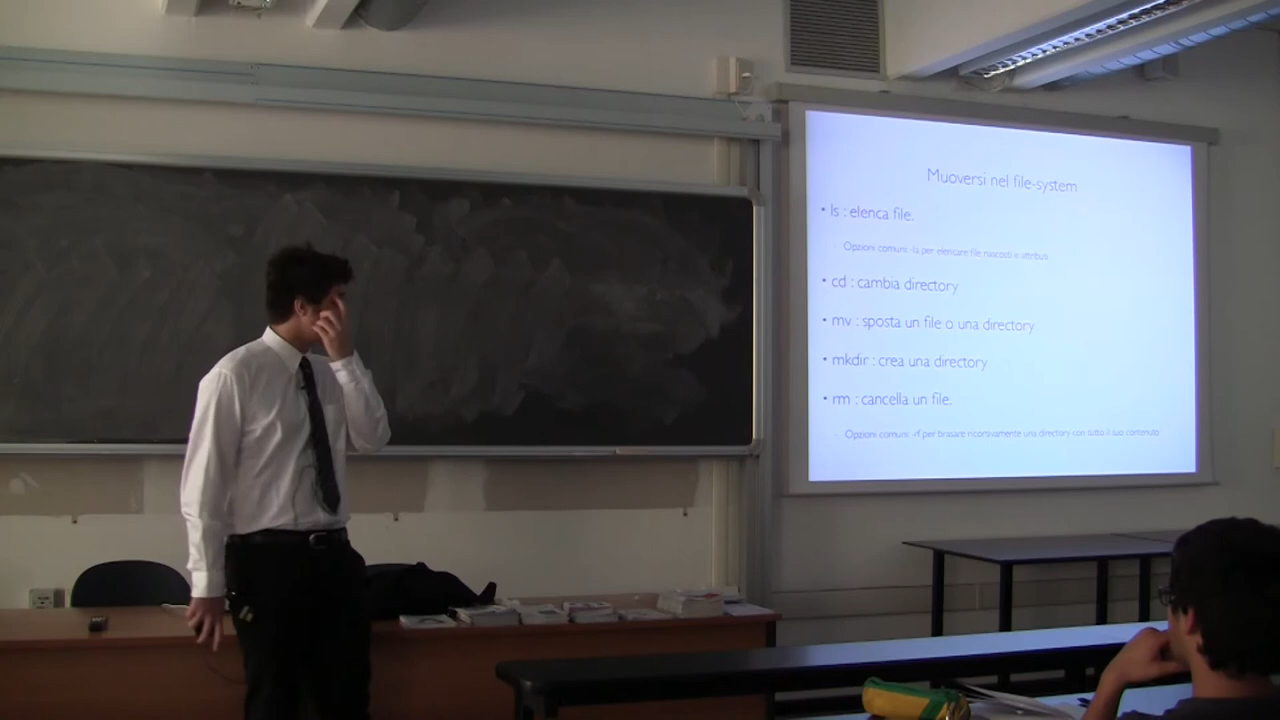 Muoversi nel file-system
• ls : elenca file.
Opzioni comuni: -la per elencare file nascosti e attributi
• cd : cambia directory
• mv : sposta un file o una directory
• mkdir : crea una directory
• rm : cancella un file.
Opzioni comuni: -rf per brasare ricorsivamente una directory con tutto il suo contenuto